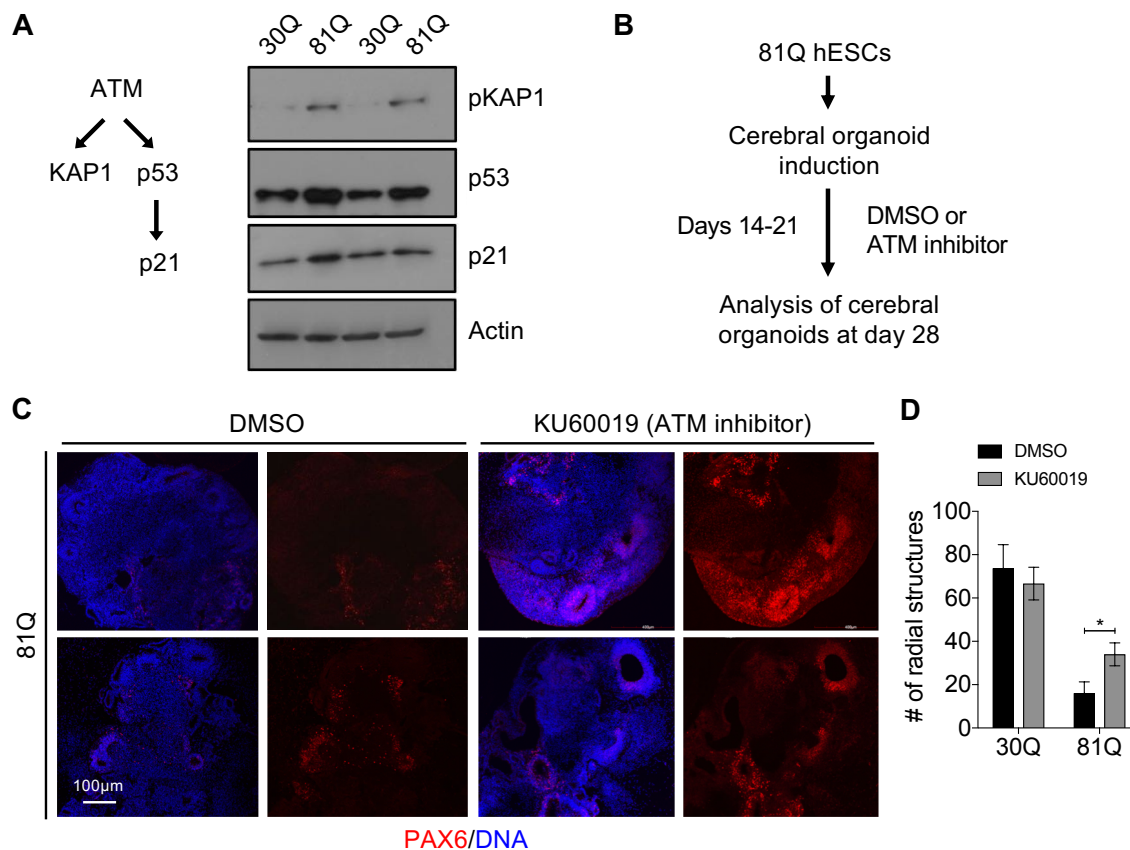 A
30Q 81Q 30Q 81Q
ATM
KAP1 p53
p21
pKAP1
p53
p21
Actin
B
81Q hESCs
Cerebral organoid
induction
Days 14-21
DMSO or
ATM inhibitor
Analysis of cerebral
organoids at day 28
C
DMSO
KU60019 (ATM inhibitor)
81Q
100µm
PAX6/DNA
D
DMSO
KU60019
# of radial structures
100
80
60
40
20
0
*
30Q 81Q